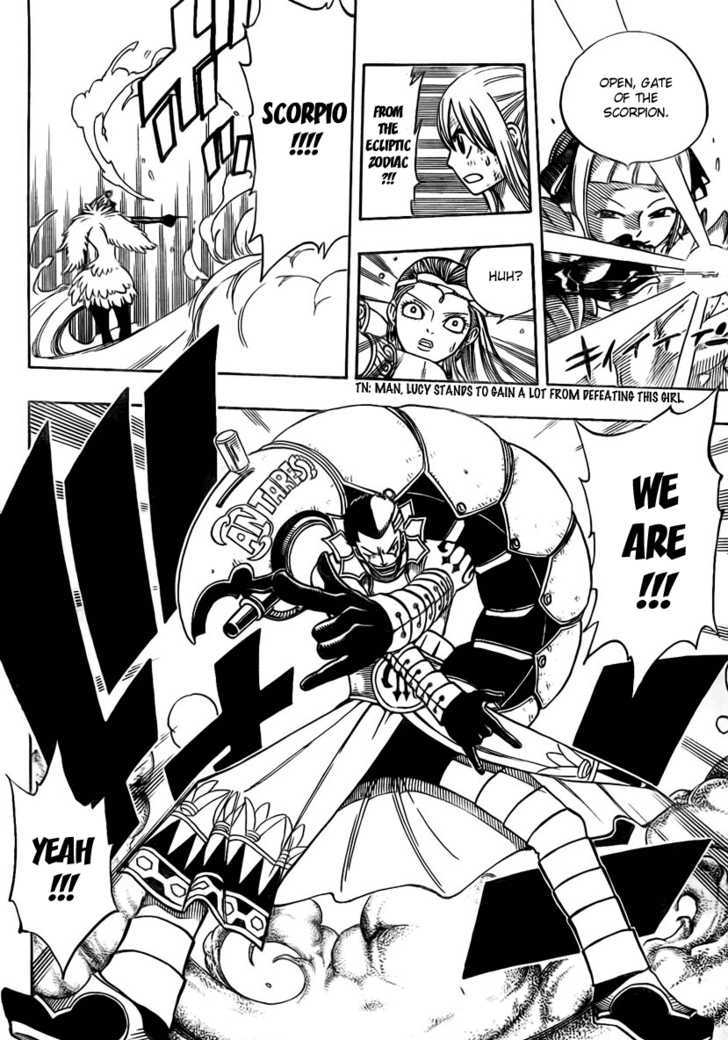 OPEN, GATE
OF THE
SCORPION.
FROM
THE
ECLIPTIC
ZODIAC
?!!
HUH?
SCORPIO
!!!!
TN: MAN, LUCY STANDS TO GAIN A LOT FROM DEFEATING THIS GIRL.
WE
ARE
!!!
ANTARES
YEAH
!!!